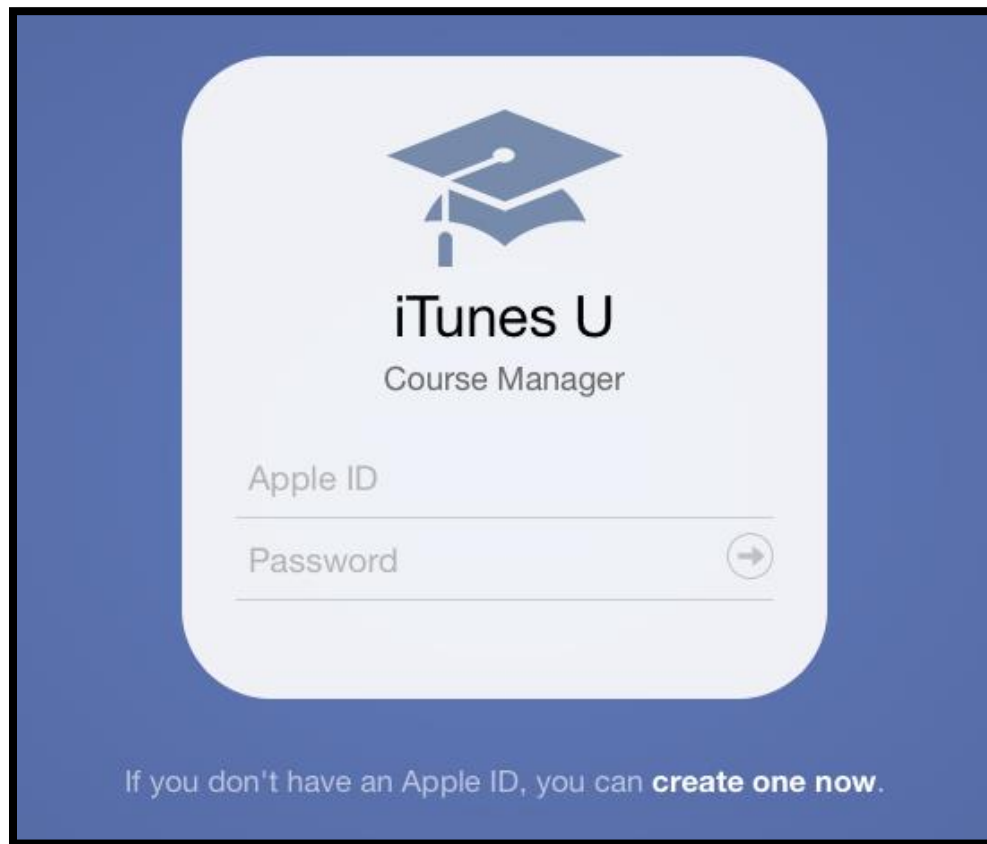 iTunes U
Course Manager
Apple ID
Password
If you don't have an Apple ID, you can create one now.